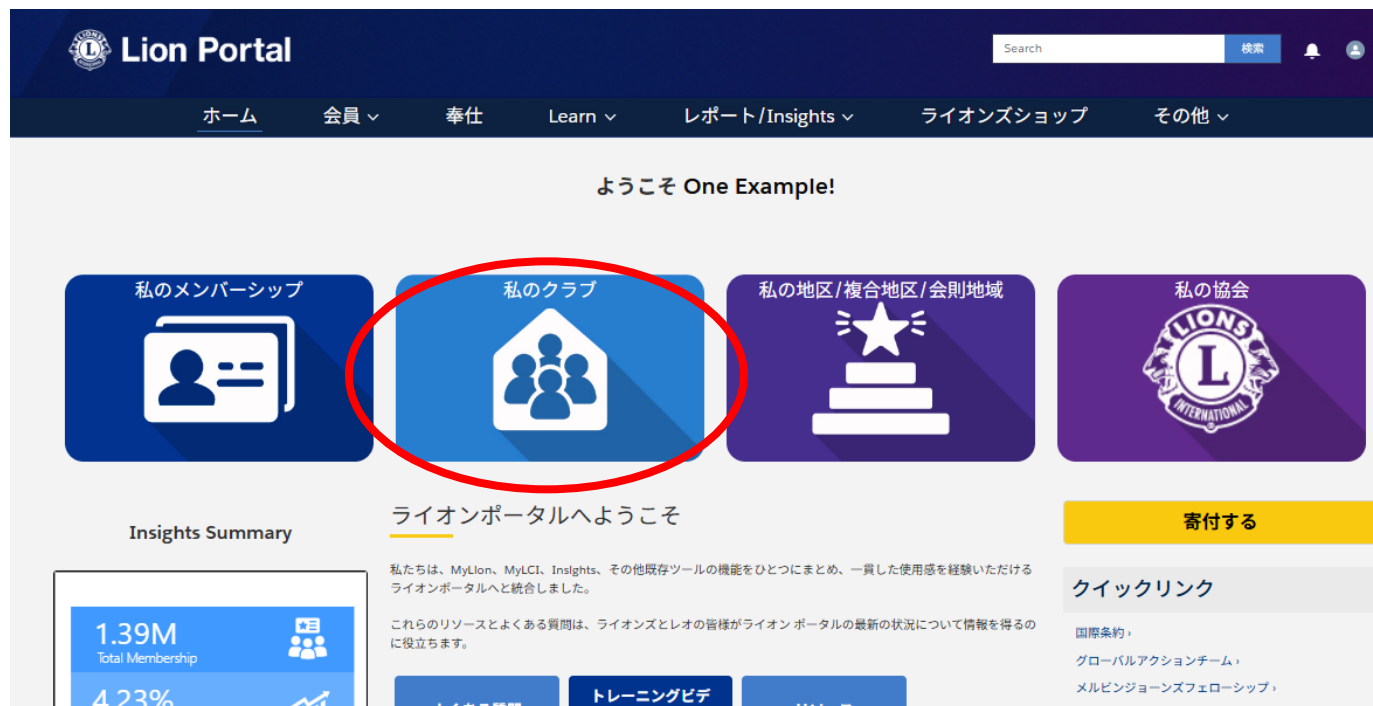 Lion Portal
Search
検索
ホーム 会員 奉仕 Learn レポート/Insights ライオンズショップ その他
ようこそ One Example!
私のメンバーシップ
私のクラブ
私の地区/複合地区/会則地域
私の協会
LIONS
L
INTERNATIONAL
Insights Summary
1.39M
Total Membership
4.23%
ライオンポータルへようこそ
私たちは、MyLion、MyLCI、Insights、その他既存ツールの機能をひとつにまとめ、一貫した使用感を経験いただける
ライオンポータルへと統合しました。
これらのリソースとよくある質問は、ライオンズとレオの皆様がライオン ポータルの最新の状況について情報を得るの
に役立ちます。
よくある質問
トレーニングビデ
リソース
寄付する
クイックリンク
国際条約 ›
グローバルアクションチーム ›
メルビンジョーンズフェローシップ ›